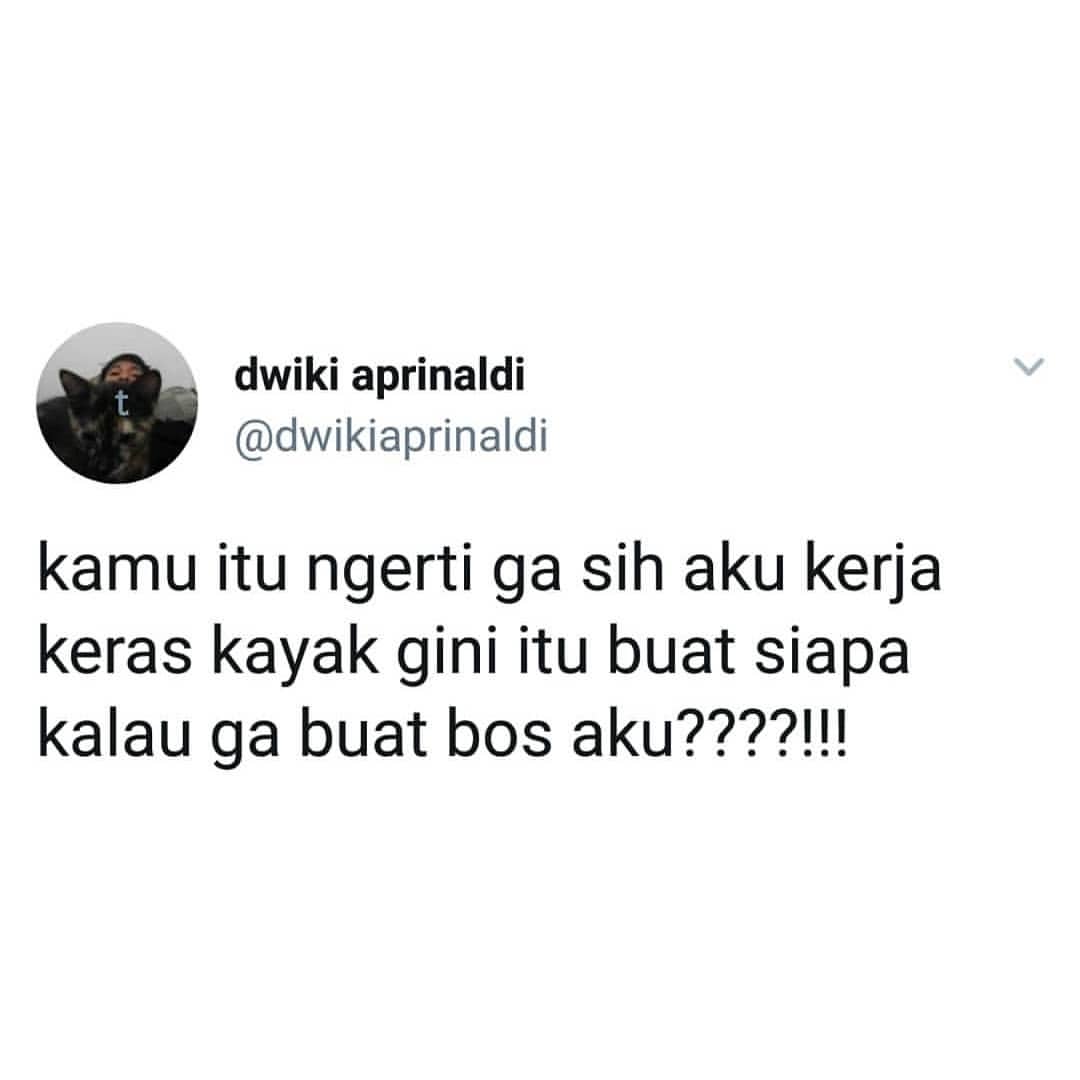 dwiki aprinaldi
@dwikiaprinaldi
t
kamu itu ngerti ga sih aku kerja
keras kayak gini itu buat siapa
kalau ga buat bos aku????!!!